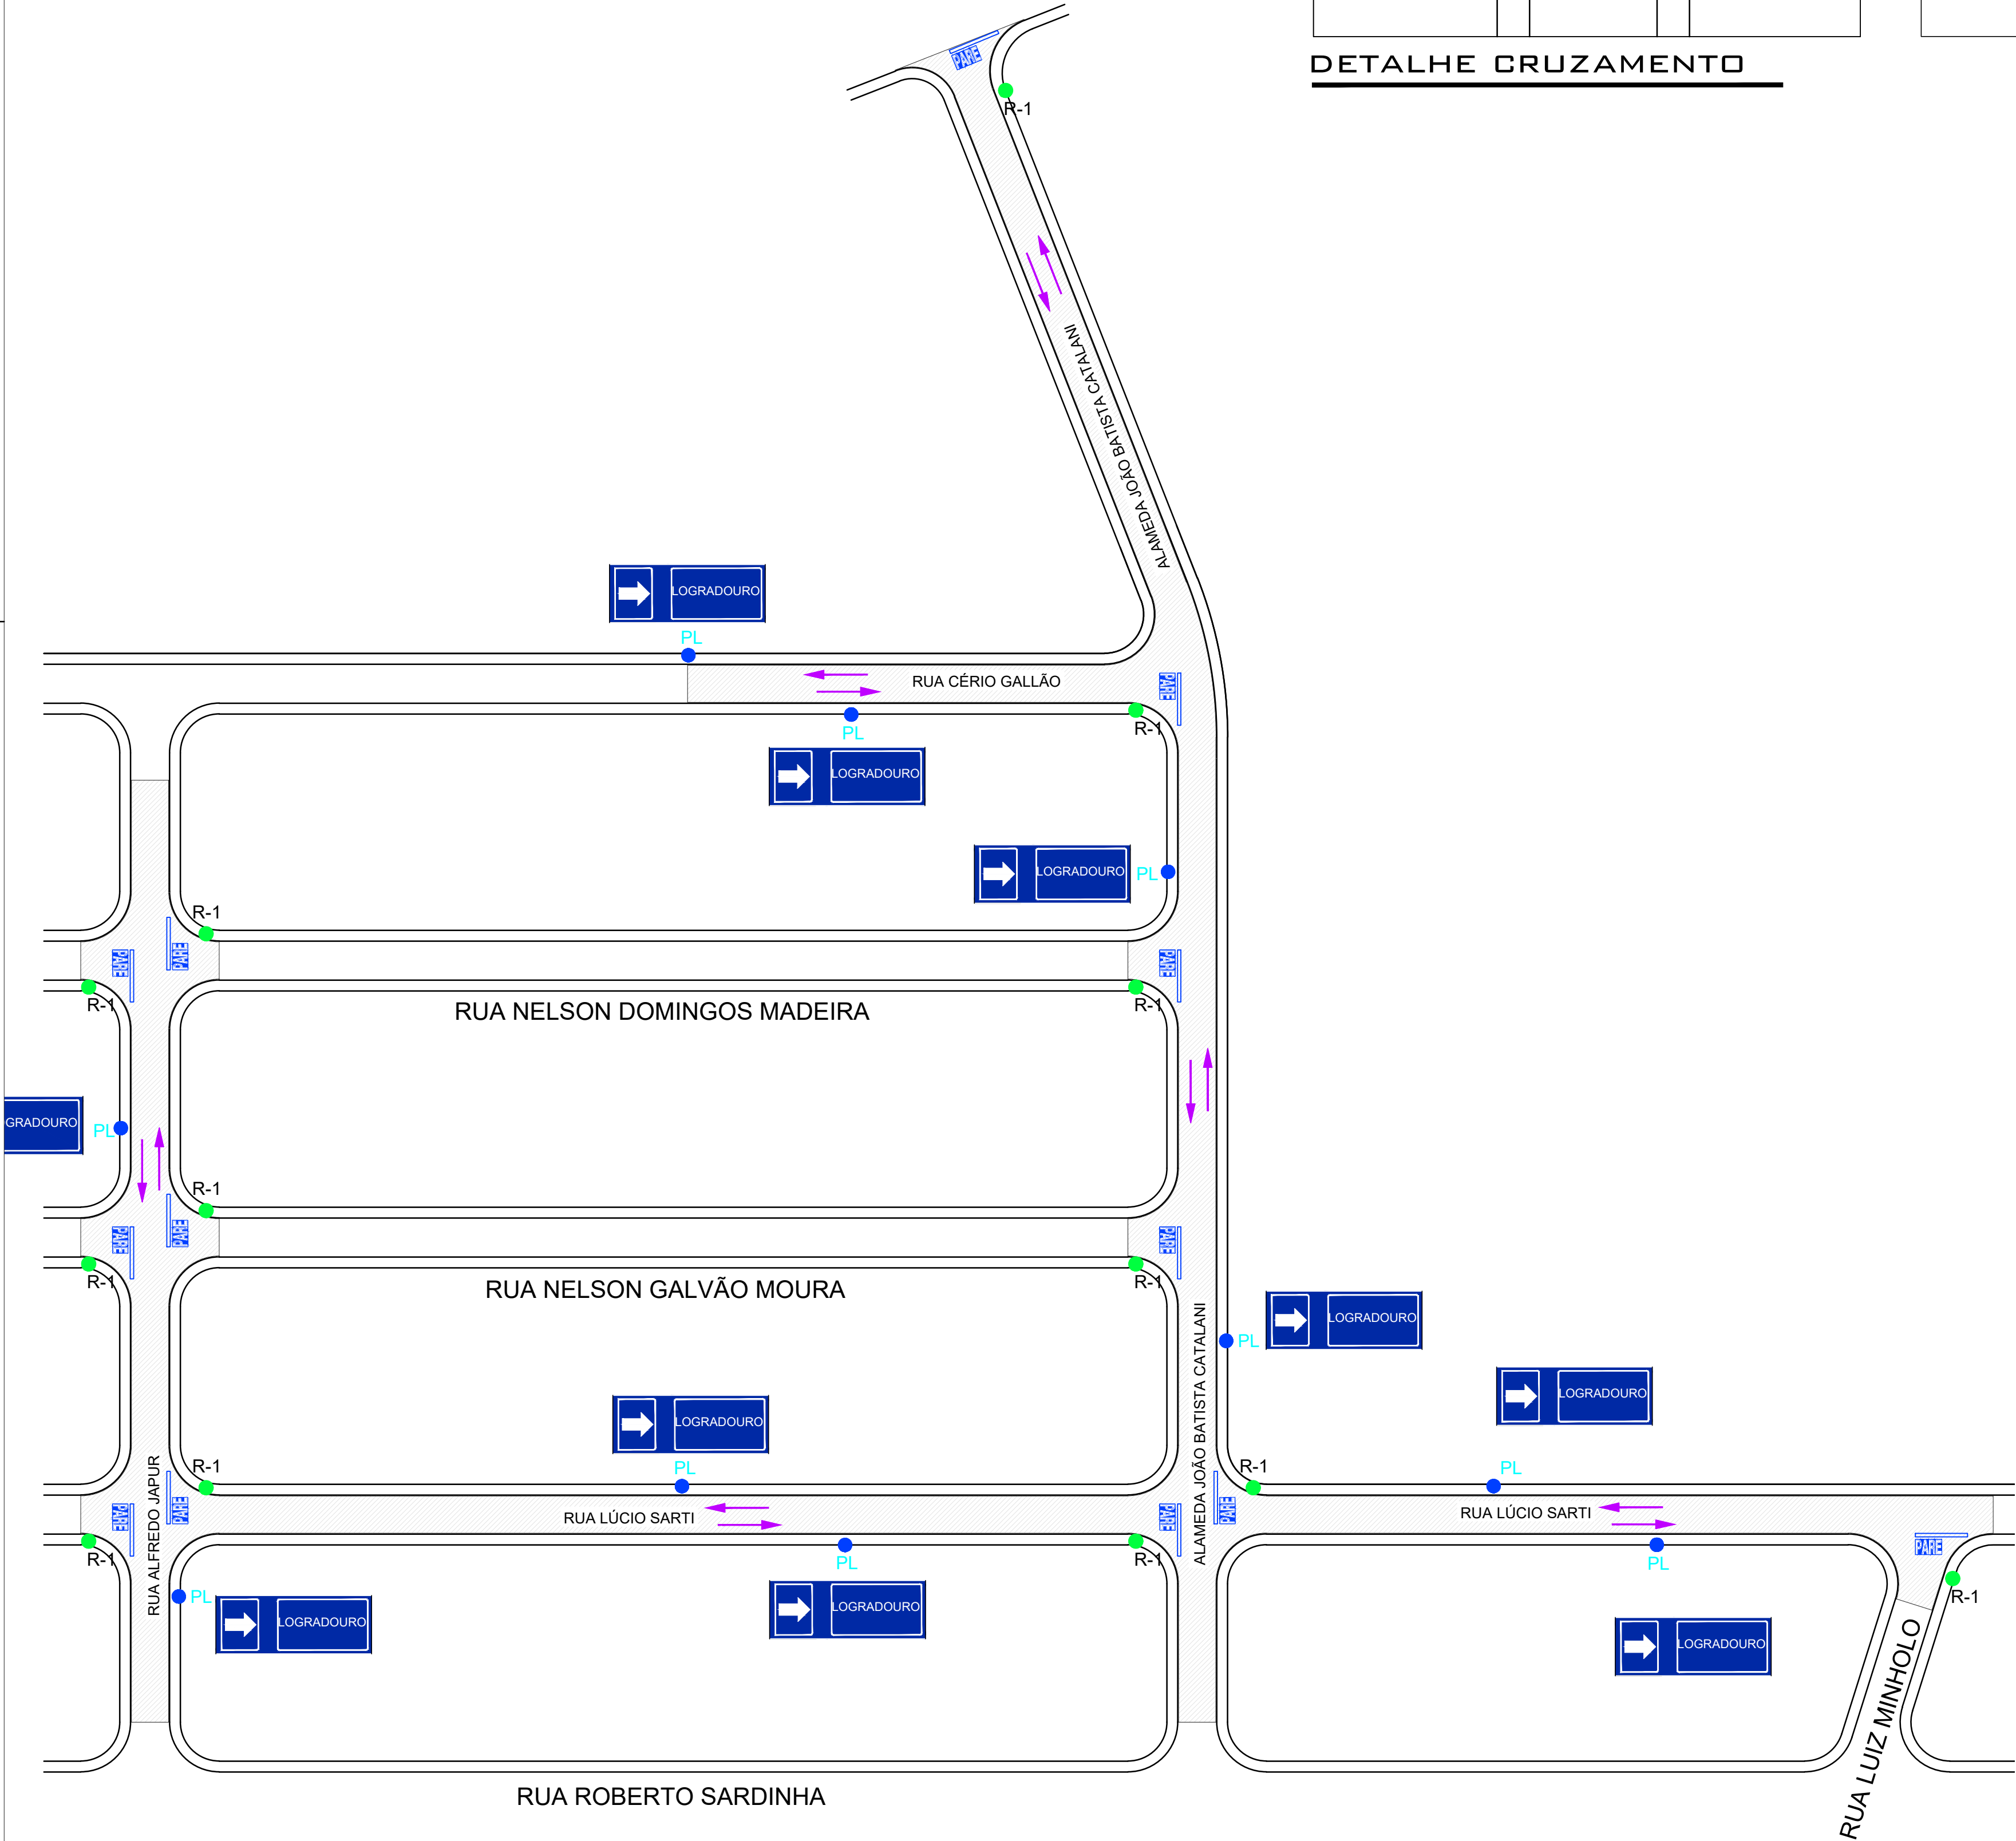 DETALHE CRUZAMENTO
PARE
R-1
ALAMEDA JOÃO BATISTA CATALANI
LOGRADOURO
PL
RUA CÉRIO GALLÃO
PARE
R-1
PL
LOGRADOURO
LOGRADOURO
PL
R-1
PARE
PARE
PARE
R-1
R-1
RUA NELSON DOMINGOS MADEIRA
GRADOURO
PL
R-1
PARE
PARE
PARE
R-1
R-1
RUA NELSON GALVÃO MOURA
LOGRADOURO
PL
ALAMEDA JOÃO BATISTA CATALANI
LOGRADOURO
LOGRADOURO
PL
PL
R-1
R-1
RUA ALFREDO JAPUR
PARE
PARE
RUA LÚCIO SARTI
PARE
PARE
RUA LÚCIO SARTI
PARE
R-1
PL
R-1
PL
R-1
PL
LOGRADOURO
LOGRADOURO
LOGRADOURO
RUA LUIZ MINHOLO
RUA ROBERTO SARDINHA